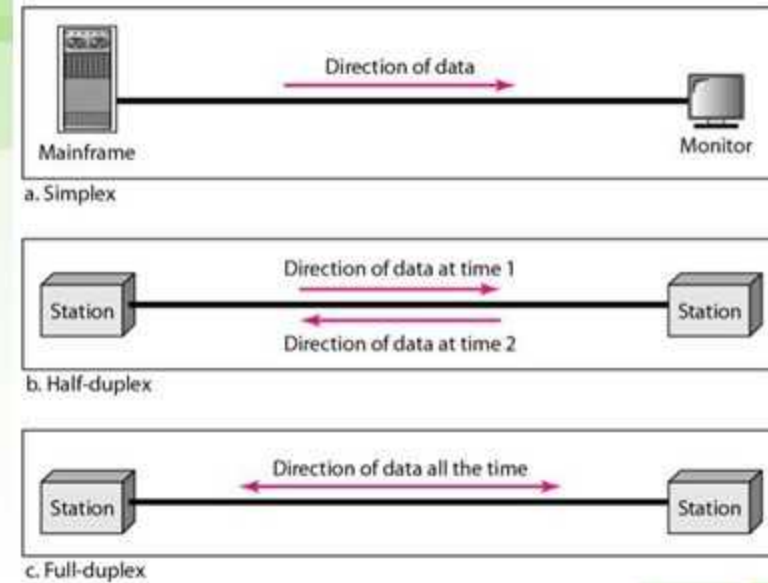 Direction of data
Mainframe
Monitor
a. Simplex
Direction of data at time 1
Station
Station
Direction of data at time 2
b. Half-duplex
Direction of data all the time
Station
Station
c. Full-duplex